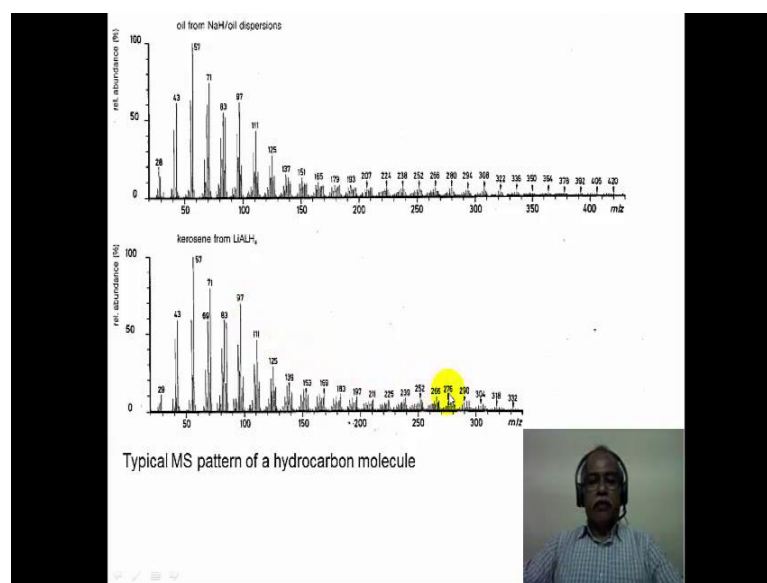 oil from NaH/oil dispersions
rel. abundance (%)
100
50
28 43 57 71 83 97 111 125 137 151 165 179 193 207 224 238 252 266 280 294 308 322 336 350 364 378 392 406 420
50 100 150 200 250 300 350 400 m/z
kerosene from LiALH4
rel. abundance (%)
100
50
0
29 43 57 69 71 83 97 111 125 139 153 169 183 197 211 225 239 252 266 276 290 304 318 332
50 100 150 200 250 300 m/z
Typical MS pattern of a hydrocarbon molecule